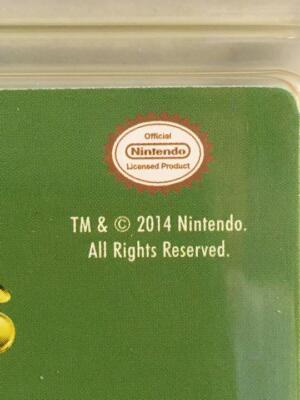 Official
Nintendo
Licensed Product
TM & © 2014 Nintendo.
All Rights Reserved.